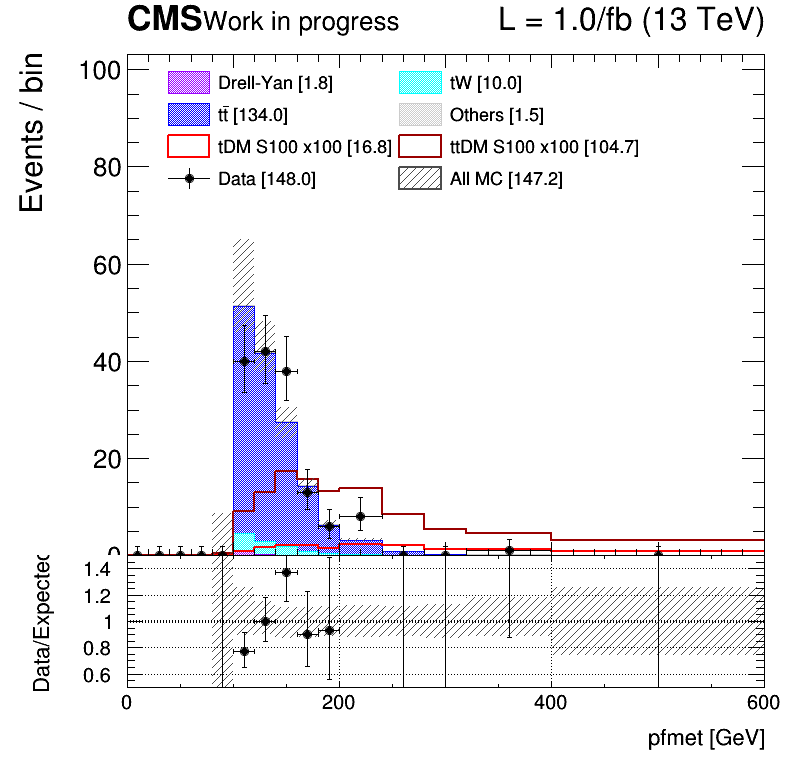 CMS Work in progress L = 1.0/fb (13 TeV)
Events / bin
100
80
60
40
20
0
Drell-Yan [1.8] tW [10.0]
tt̄ [134.0] Others [1.5]
tDM S100 x100 [16.8] ttDM S100 x100 [104.7]
Data [148.0] All MC [147.2]
Data/Expected
1.4
1.2
1
0.8
0.6
0 200 400 600
pfmet [GeV]